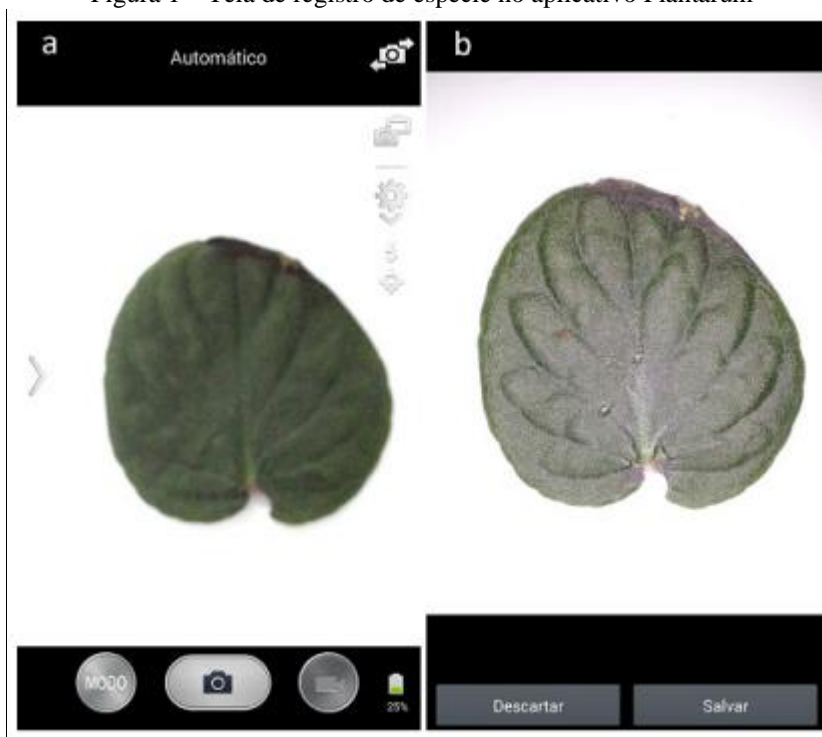 Figura 1 – Tela de registro de espécie no aplicativo Plantarum
a
Automático
b
MODO
25%
Descartar
Salvar